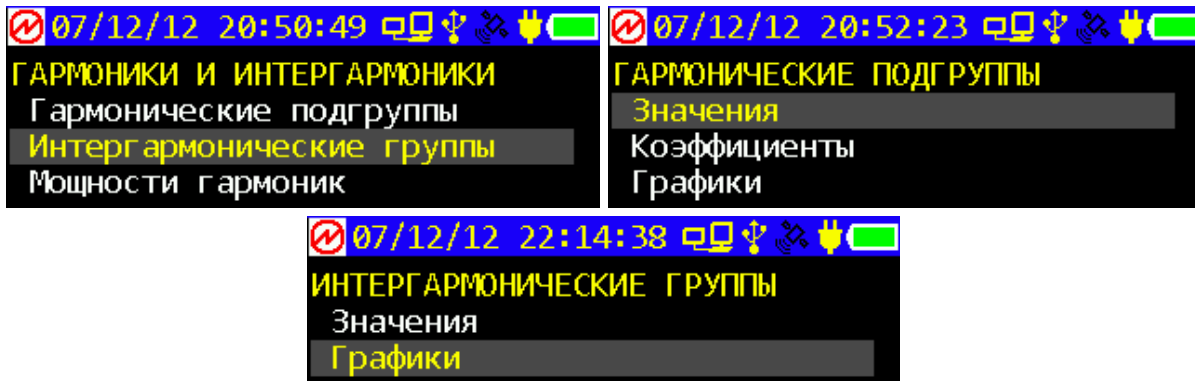 07/12/12 20:50:49
ГАРМОНИКИ И ИНТЕРГАРМОНИКИ
Гармонические подгруппы
Интергармонические группы
Мощности гармоник
07/12/12 20:52:23
ГАРМОНИЧЕСКИЕ ПОДГРУППЫ
Значения
Коэффициенты
Графики
07/12/12 22:14:38
ИНТЕРГАРМОНИЧЕСКИЕ ГРУППЫ
Значения
Графики